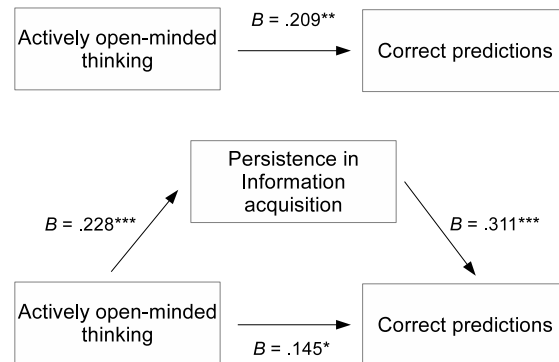 B = .209**
Actively open-minded
thinking
Correct predictions
Persistence in
Information
acquisition
B = .228***
B = .311***
Actively open-minded
thinking
Correct predictions
B = .145*